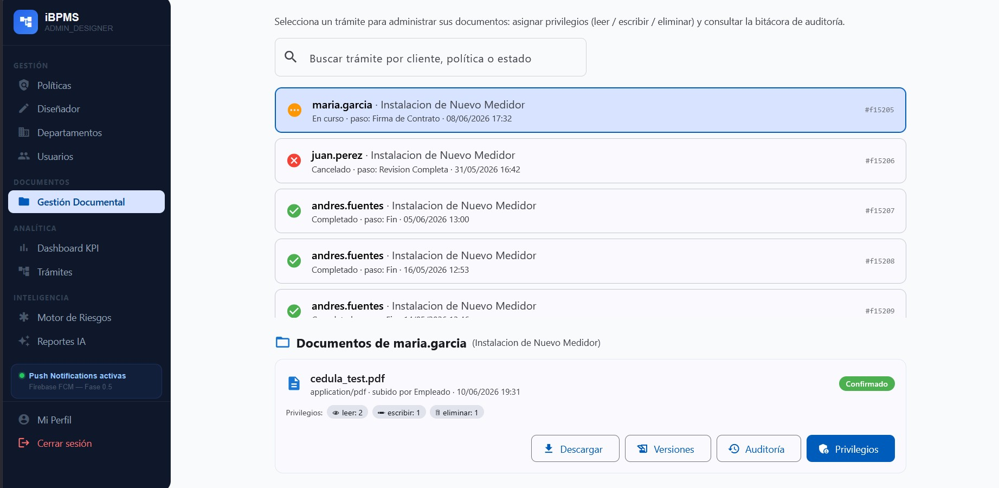 iBPMS
ADMIN_DESIGNER
GESTIÓN
Políticas
Diseñador
Departamentos
Usuarios
DOCUMENTOS
Gestión Documental
ANALÍTICA
Dashboard KPI
Trámites
INTELIGENCIA
Motor de Riesgos
Reportes IA
Push Notifications activas
Firebase FCM — Fase 0.5
Mi Perfil
Cerrar sesión
Selecciona un trámite para administrar sus documentos: asignar privilegios (leer / escribir / eliminar) y consultar la bitácora de auditoría.
Buscar trámite por cliente, política o estado
maria.garcia · Instalacion de Nuevo Medidor
En curso · paso: Firma de Contrato · 08/06/2026 17:32
#f15205
juan.perez · Instalacion de Nuevo Medidor
Cancelado · paso: Revision Completa · 31/05/2026 16:42
#f15206
andres.fuentes · Instalacion de Nuevo Medidor
Completado · paso: Fin · 05/06/2026 13:00
#f15207
andres.fuentes · Instalacion de Nuevo Medidor
Completado · paso: Fin · 16/05/2026 12:53
#f15208
andres.fuentes · Instalacion de Nuevo Medidor
#f15209
Documentos de maria.garcia (Instalacion de Nuevo Medidor)
cedula_test.pdf
application/pdf · subido por Empleado · 10/06/2026 19:31
Confirmado
Privilegios: leer: 2 escribir: 1 eliminar: 1
Descargar
Versiones
Auditoría
Privilegios